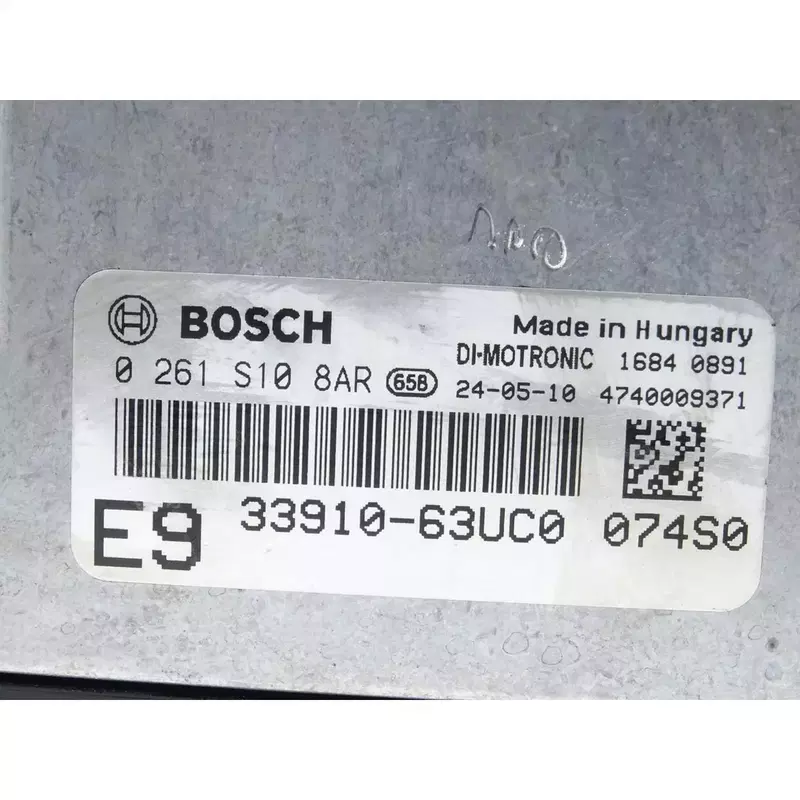 BOSCH Made in Hungary
DI-MOTRONIC 1684 0891
0 261 S10 8AR 65B 24-05-10 4740009371
E9 33910-63UC0 074S0